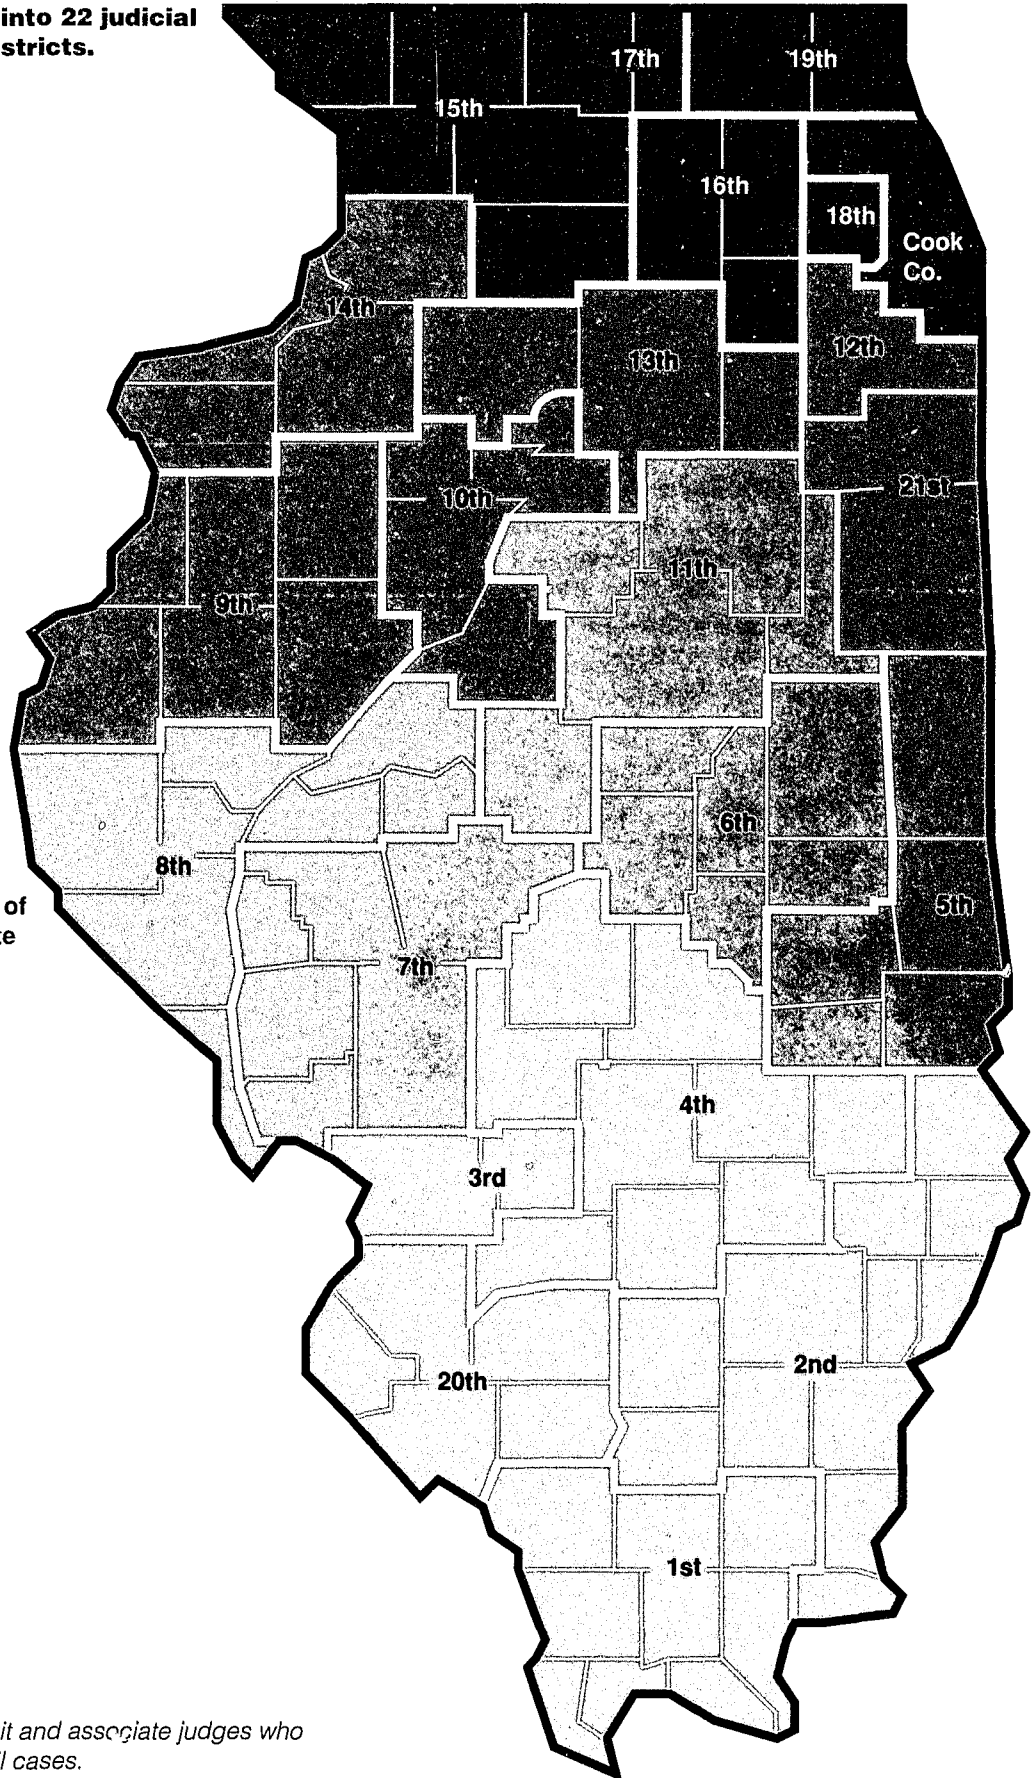 into 22 judicial
stricts.
17th
19th
15th
16th
18th
Cook
Co.
14th
13th
12th
10th
21st
11th
9th
6th
8th
of
te
5th
7th
4th
3rd
2nd
20th
1st
it and associate judges who
l cases.